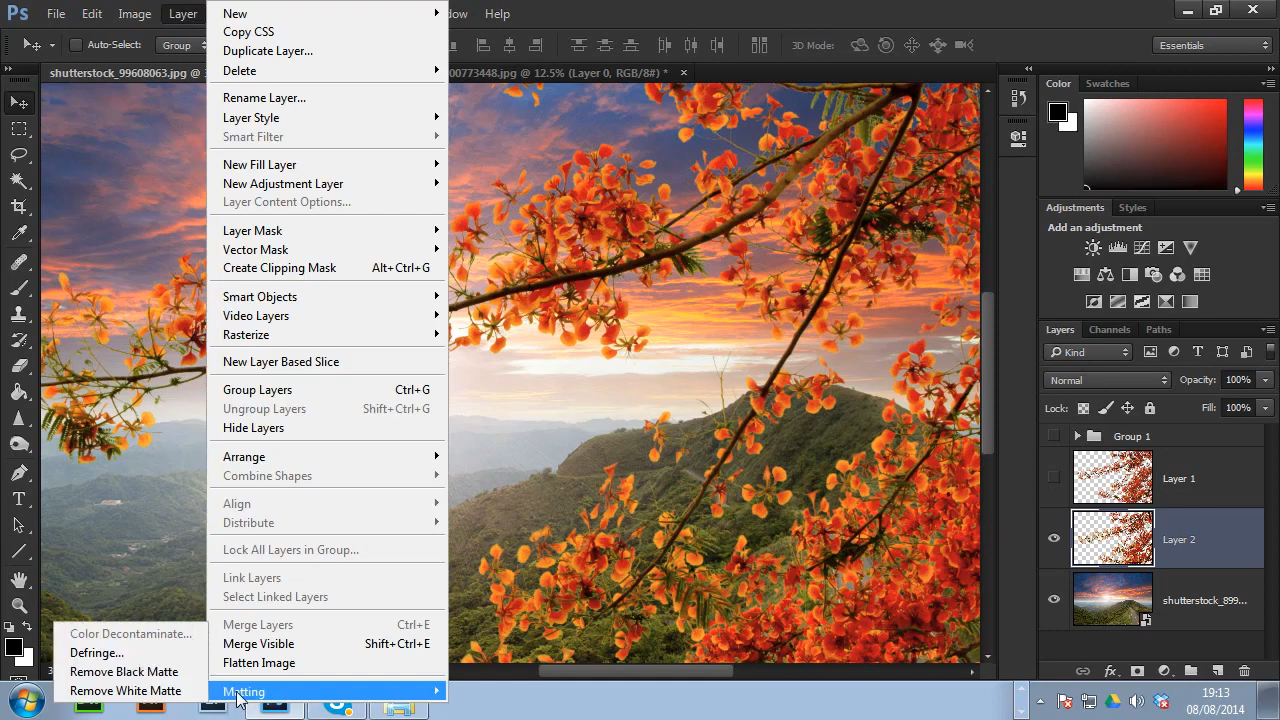 Ps File Edit Image Layer Help
Auto-Select: Group 3D Mode: Essentials
shutterstock_99608063.jpg @ 00773448.jpg @ 12.5% (Layer 0, RGB/8#) * ×
New
Copy CSS
Duplicate Layer...
Delete
Rename Layer...
Layer Style
Smart Filter
New Fill Layer
New Adjustment Layer
Layer Content Options...
Layer Mask
Vector Mask
Create Clipping Mask Alt+Ctrl+G
Smart Objects
Video Layers
Rasterize
New Layer Based Slice
Group Layers Ctrl+G
Ungroup Layers Shift+Ctrl+G
Hide Layers
Arrange
Combine Shapes
Align
Distribute
Lock All Layers in Group...
Link Layers
Select Linked Layers
Merge Layers Ctrl+E
Merge Visible Shift+Ctrl+E
Flatten Image
Matting
Color Decontaminate...
Defringe...
Remove Black Matte
Remove White Matte
Color Swatches
Adjustments Styles
Add an adjustment
Layers Channels Paths
Kind
Normal Opacity: 100%
Lock: Fill: 100%
Group 1
Layer 1
Layer 2
shutterstock_899...
19:13
08/08/2014